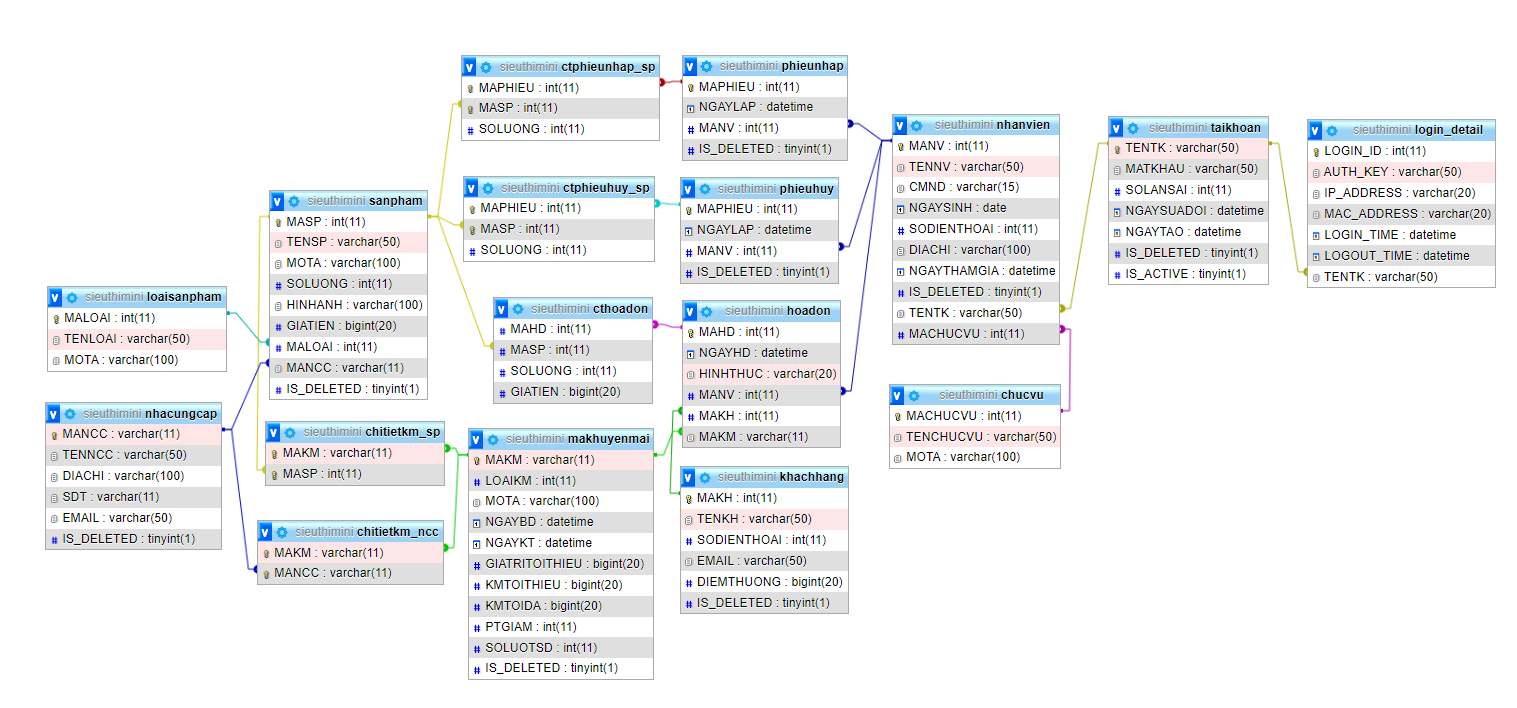 sieuthimini ctphieunhap_sp
MAPHIEU : int(11)
MASP : int(11)
SOLUONG : int(11)
sieuthimini phieunhap
MAPHIEU : int(11)
NGAYLAP : datetime
MANV : int(11)
IS_DELETED : tinyint(1)
sieuthimini nhanvien
MANV : int(11)
TENNV : varchar(50)
CMND : varchar(15)
NGAYSINH : date
SODIENTHOAI : int(11)
DIACHI : varchar(100)
NGAYTHAMGIA : datetime
IS_DELETED : tinyint(1)
TENTK : varchar(50)
MACHUCVU : int(11)
sieuthimini taikhoan
TENTK : varchar(50)
MATKHAU : varchar(50)
SOLANSAI : int(11)
NGAYSUADOI : datetime
NGAYTAO : datetime
IS_DELETED : tinyint(1)
IS_ACTIVE : tinyint(1)
sieuthimini login_detail
LOGIN_ID : int(11)
AUTH_KEY : varchar(50)
IP_ADDRESS : varchar(20)
MAC_ADDRESS : varchar(20)
LOGIN_TIME : datetime
LOGOUT_TIME : datetime
TENTK : varchar(50)
sieuthimini ctphieuhuy_sp
MAPHIEU : int(11)
MASP : int(11)
SOLUONG : int(11)
sieuthimini phieuhuy
MAPHIEU : int(11)
NGAYLAP : datetime
MANV : int(11)
IS_DELETED : tinyint(1)
sieuthimini sanpham
MASP : int(11)
TENSP : varchar(50)
MOTA : varchar(100)
SOLUONG : int(11)
HINHANH : varchar(100)
GIATIEN : bigint(20)
MALOAI : int(11)
MANCC : varchar(11)
IS_DELETED : tinyint(1)
sieuthimini loaisanpham
MALOAI : int(11)
TENLOAI : varchar(50)
MOTA : varchar(100)
sieuthimini cthoadon
MAHD : int(11)
MASP : int(11)
SOLUONG : int(11)
GIATIEN : bigint(20)
sieuthimini hoadon
MAHD : int(11)
NGAYHD : datetime
HINHTHUC : varchar(20)
MANV : int(11)
MAKH : int(11)
MAKM : varchar(11)
sieuthimini chucvu
MACHUCVU : int(11)
TENCHUCVU : varchar(50)
MOTA : varchar(100)
sieuthimini nhacungcap
MANCC : varchar(11)
TENNCC : varchar(50)
DIACHI : varchar(100)
SDT : varchar(11)
EMAIL : varchar(50)
IS_DELETED : tinyint(1)
sieuthimini chitietkm_sp
MAKM : varchar(11)
MASP : int(11)
sieuthimini makhuyenmai
MAKM : varchar(11)
LOAIKM : int(11)
MOTA : varchar(100)
NGAYBD : datetime
NGAYKT : datetime
GIATRITOITHIEU : bigint(20)
KMTOITHIEU : bigint(20)
KMTOIDA : bigint(20)
PTGIAM : int(11)
SOLUOTSD : int(11)
IS_DELETED : tinyint(1)
sieuthimini khachhang
MAKH : int(11)
TENKH : varchar(50)
SODIENTHOAI : int(11)
EMAIL : varchar(50)
DIEMTHUONG : bigint(20)
IS_DELETED : tinyint(1)
sieuthimini chitietkm_ncc
MAKM : varchar(11)
MANCC : varchar(11)